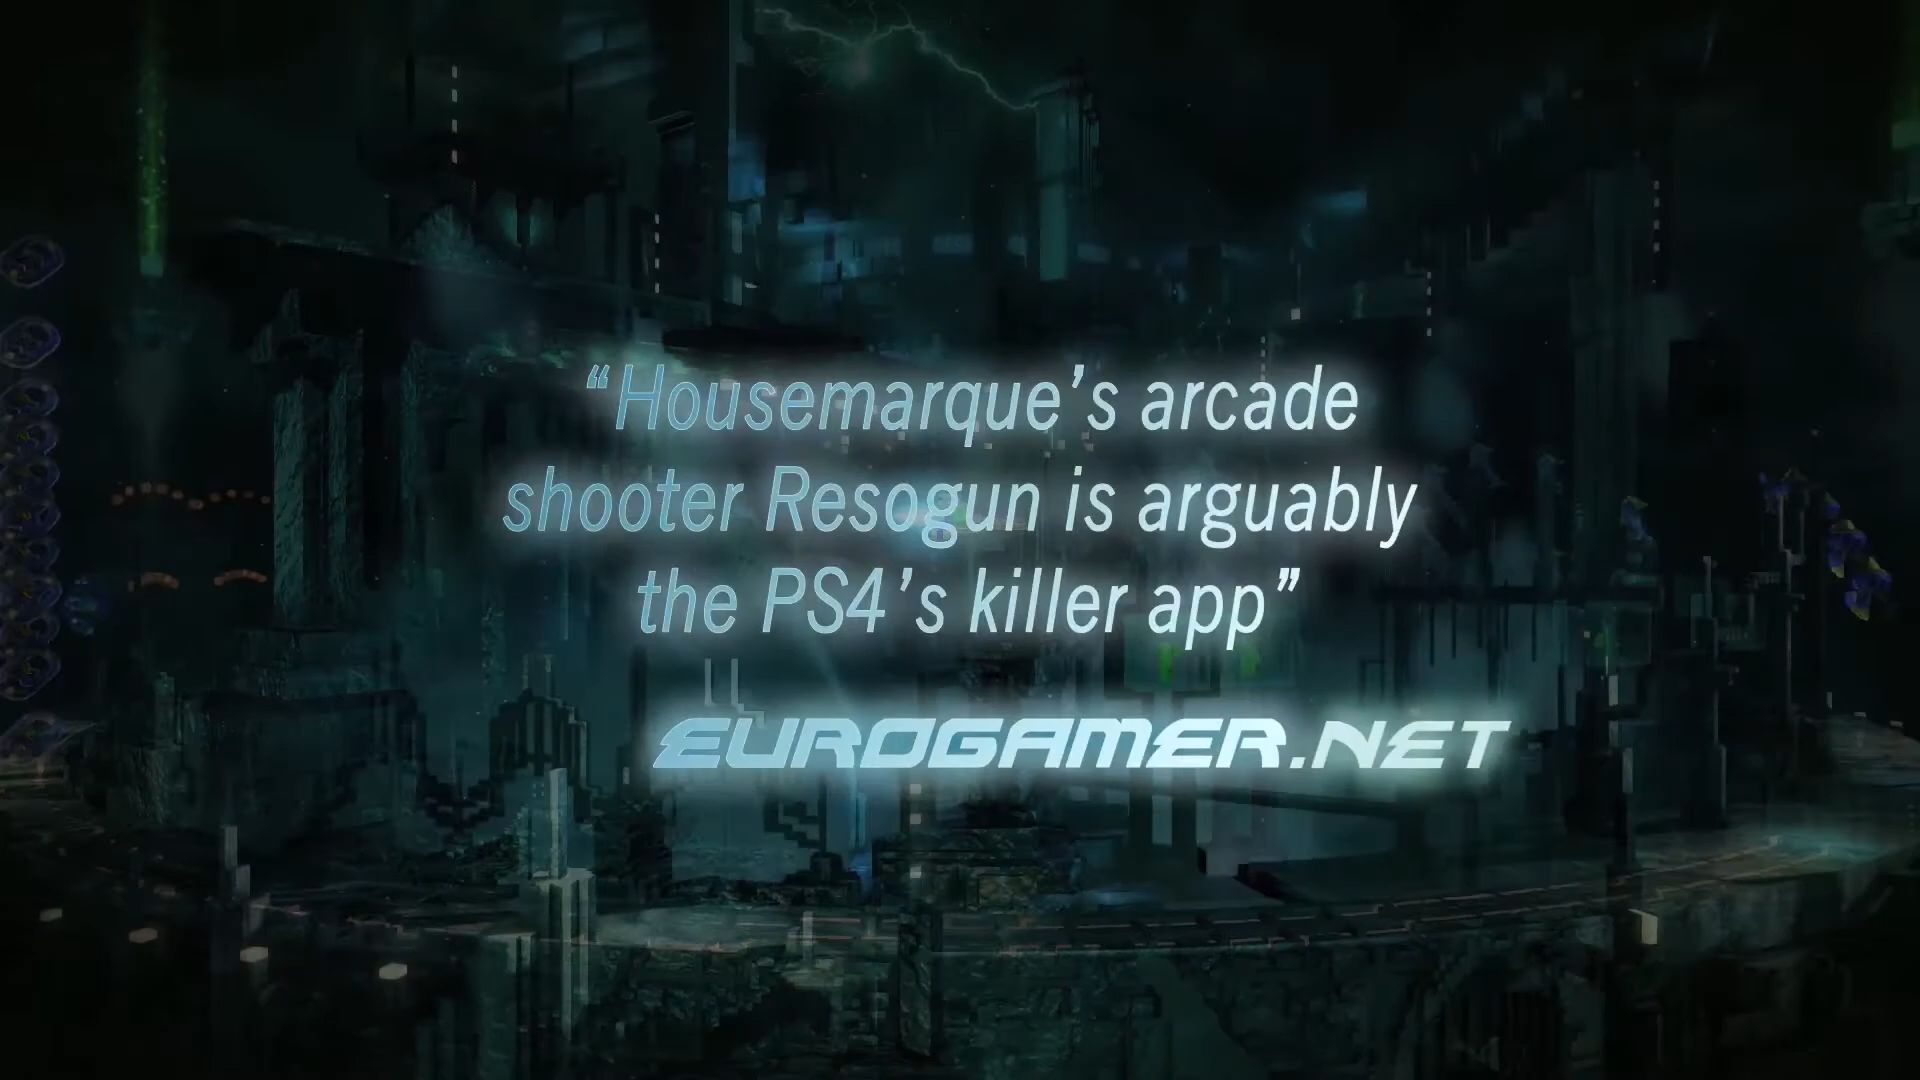 “Housemarque’s arcade
shooter Resogun is arguably
the PS4’s killer app”
EUROGAMER.NET